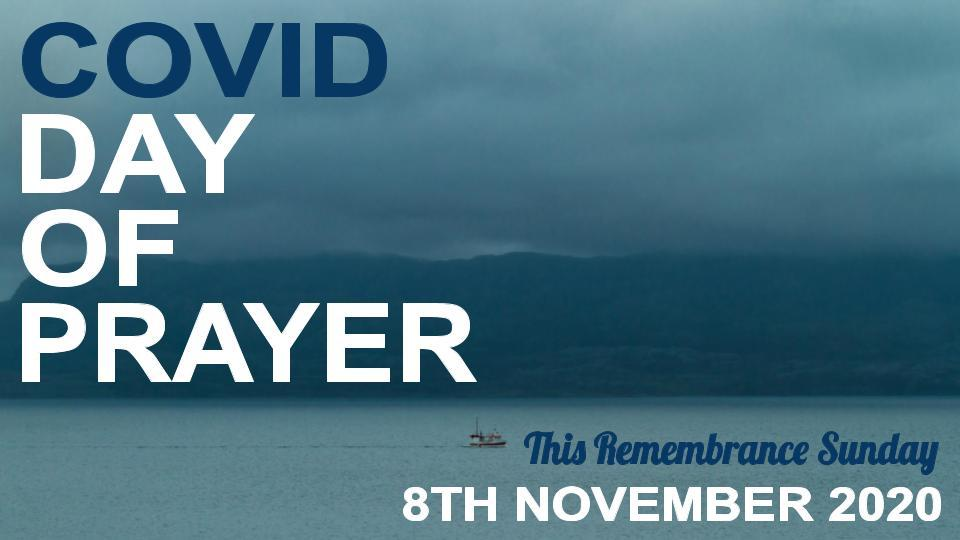 COVID
DAY
OF
PRAYER
This Remembrance Sunday
8TH NOVEMBER 2020